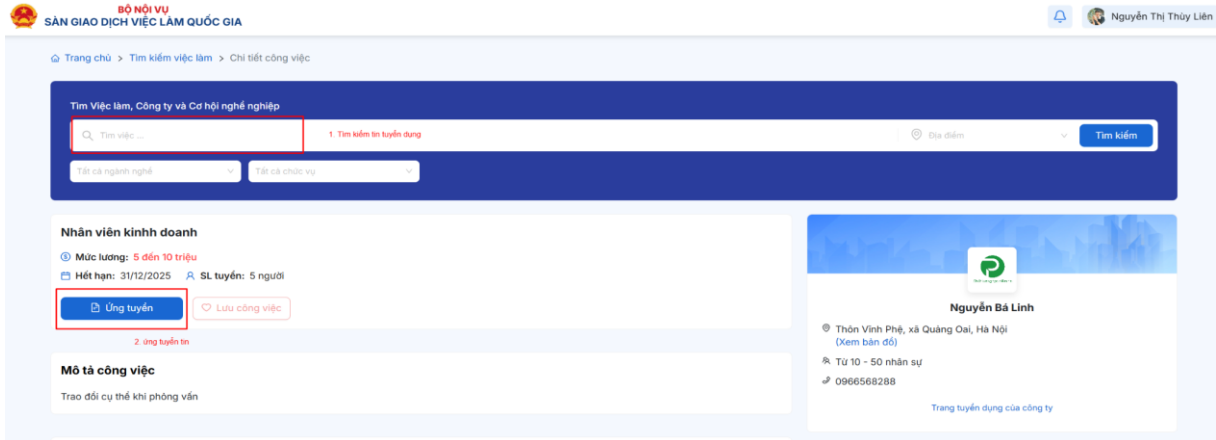 BỘ NỘI VỤ
SÀN GIAO DỊCH VIỆC LÀM QUỐC GIA
Nguyễn Thị Thùy Liên
Trang chủ > Tìm kiếm việc làm > Chi tiết công việc
Tìm Việc làm, Công ty và Cơ hội nghề nghiệp
Tìm việc ...
1. Tìm kiếm tin tuyển dụng
Địa điểm
Tìm kiếm
Tất cả ngành nghề
Tất cả chức vụ
Nhân viên kinhh doanh
Mức lương: 5 đến 10 triệu
Hết hạn: 31/12/2025 SL tuyển: 5 người
Ứng tuyển
Lưu công việc
2. ứng tuyển tin
Mô tả công việc
Trao đổi cụ thể khi phỏng vấn
Nguyễn Bá Linh
Thôn Vĩnh Phệ, xã Quảng Oai, Hà Nội
(Xem bản đồ)
Từ 10 - 50 nhân sự
0966568288
Trang tuyển dụng của công ty